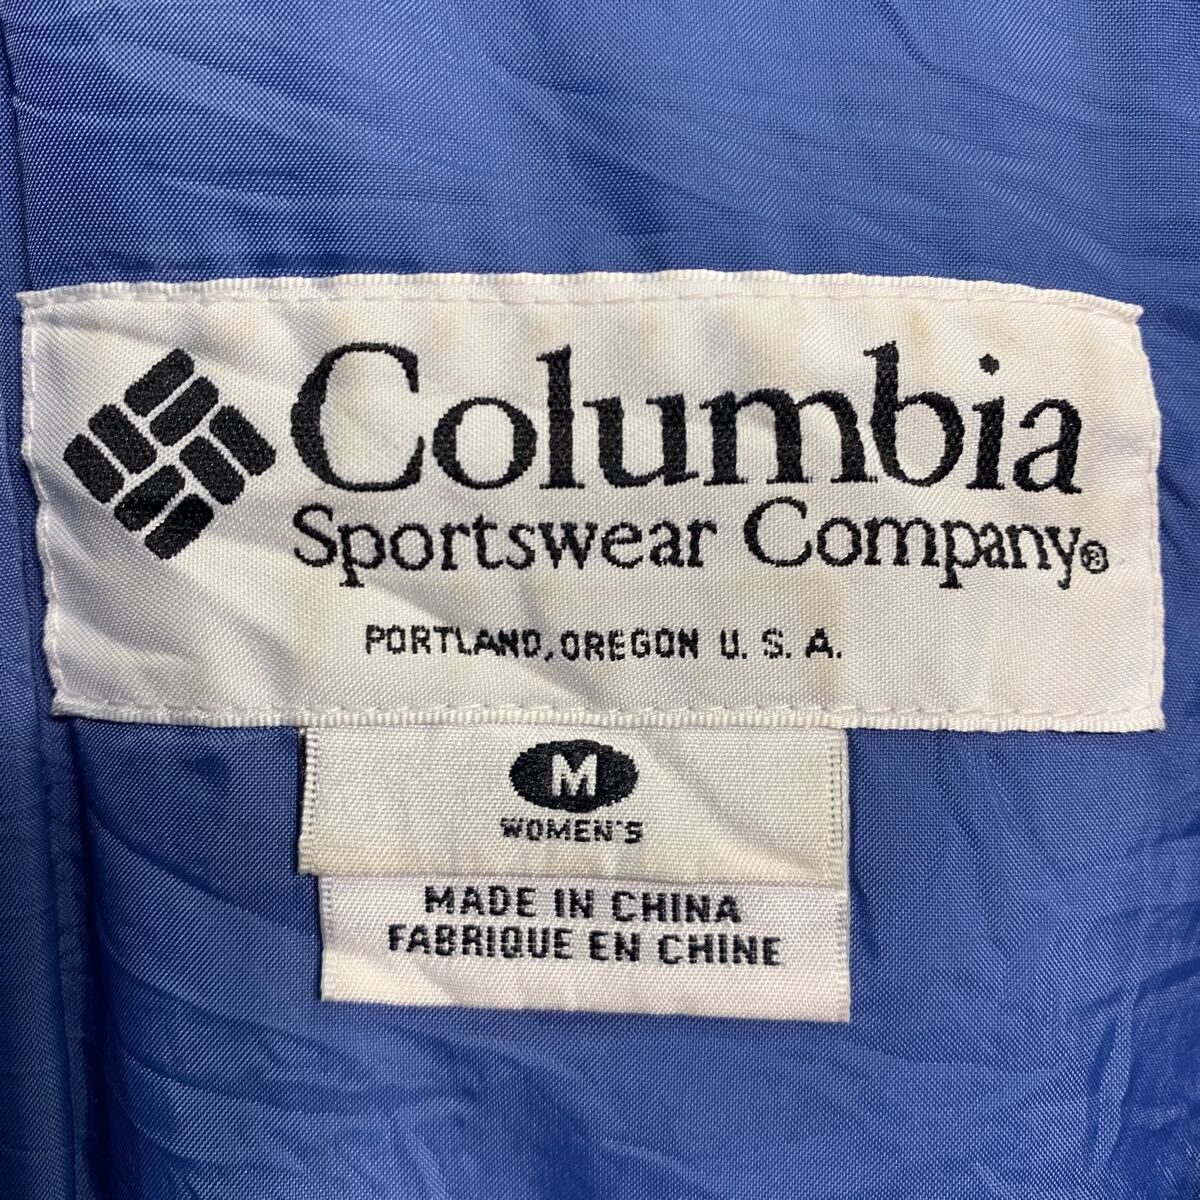 Columbia
Sportswear Company®
PORTLAND, OREGON U. S. A.
M
WOMEN'S
MADE IN CHINA
FABRIQUE EN CHINE